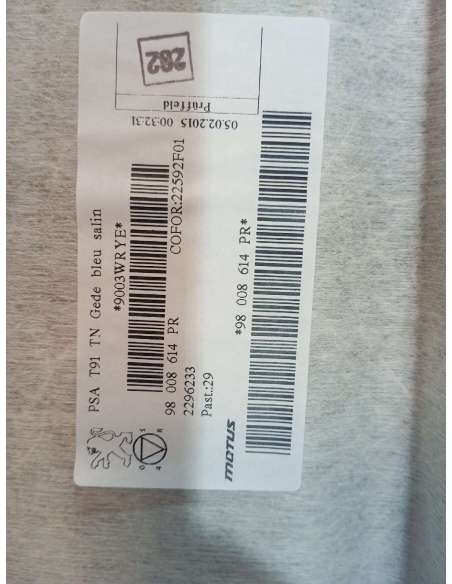 PSA T91 TN Gede bleu salin
*9003WRYE*
98 008 614 PR
COFOR:22592F01
2296233
Past.:29
05.02.2015 00:32:31
Prüffeld
282
S
R
O
4
*98 008 614 PR*
MOTUS